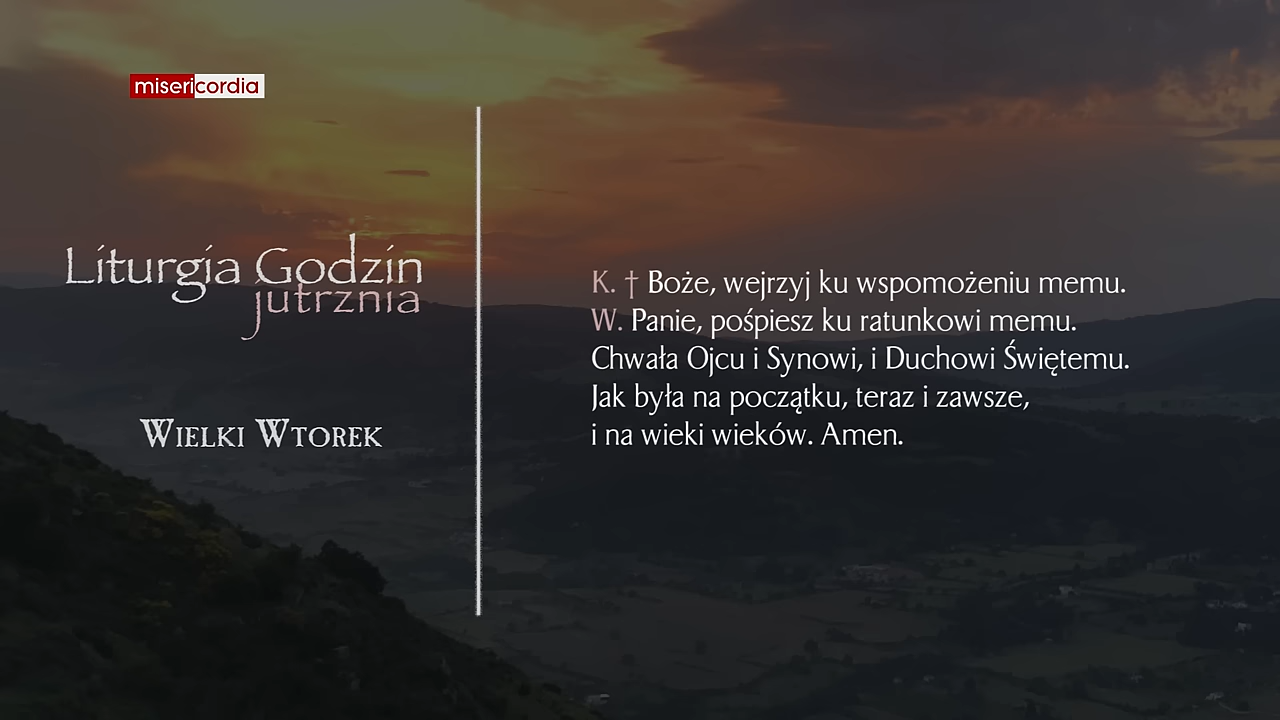 misericordia
Liturgia Godzin
jutrznia
Wielki Wtorek
K. † Boże, wejrzyj ku wspomożeniu memu.
W. Panie, pośpiesz ku ratunkowi memu.
Chwała Ojcu i Synowi, i Duchowi Świętemu.
Jak była na początku, teraz i zawsze,
i na wieki wieków. Amen.